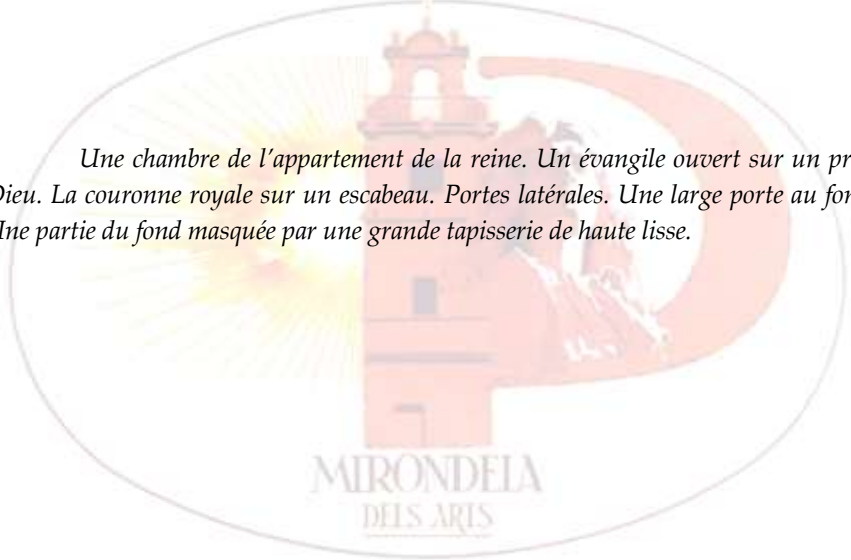 Une chambre de l'appartement de la reine. Un évangile ouvert sur un pr
Dieu. La couronne royale sur un escabeau. Portes latérales. Une large porte au fon
Une partie du fond masquée par une grande tapisserie de haute lisse.
MIRONDELA
DELS ARTS